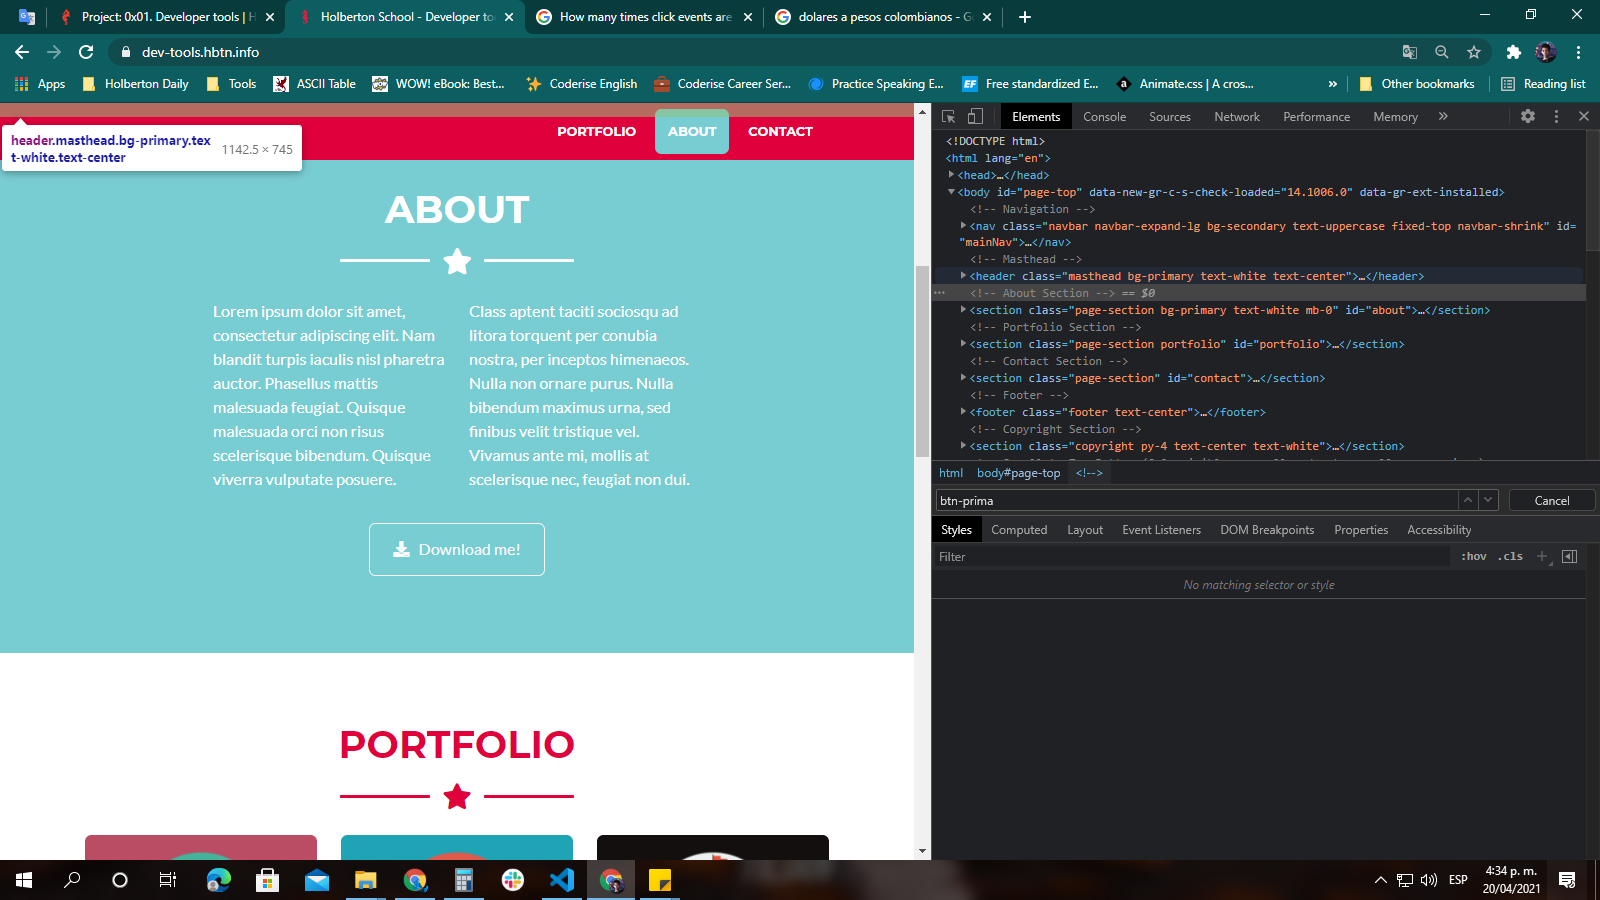 Project: 0x01. Developer tools | H
Holberton School - Developer to
How many times click events are
dolares a pesos colombianos - Go
dev-tools.hbtn.info
Apps
Holberton Daily
Tools
ASCII Table
WOW! eBook: Best...
Coderise English
Coderise Career Ser...
Practice Speaking E...
Free standardized E...
Animate.css | A cros...
»
Other bookmarks
Reading list
header.masthead.bg-primary.tex
t-white.text-center
1142.5 × 745
PORTFOLIO
ABOUT
CONTACT
ABOUT
Lorem ipsum dolor sit amet,
consectetur adipiscing elit. Nam
blandit turpis iaculis nisl pharetra
auctor. Phasellus mattis
malesuada feugiat. Quisque
malesuada orci non risus
scelerisque bibendum. Quisque
viverra vulputate posuere.
Class aptent taciti sociosqu ad
litora torquent per conubia
nostra, per inceptos himenaeos.
Nulla non ornare purus. Nulla
bibendum maximus urna, sed
finibus velit tristique vel.
Vivamus ante mi, mollis at
scelerisque nec, feugiat non dui.
Download me!
PORTFOLIO
Elements
Console
Sources
Network
Performance
Memory
»
<!DOCTYPE html>
<html lang="en">
<head>…</head>
<body id="page-top" data-new-gr-c-s-check-loaded="14.1006.0" data-gr-ext-installed>
<!-- Navigation -->
<nav class="navbar navbar-expand-lg bg-secondary text-uppercase fixed-top navbar-shrink" id=
"mainNav">…</nav>
<!-- Masthead -->
<header class="masthead bg-primary text-white text-center">…</header>
<!-- About Section --> == $0
<section class="page-section bg-primary text-white mb-0" id="about">…</section>
<!-- Portfolio Section -->
<section class="page-section portfolio" id="portfolio">…</section>
<!-- Contact Section -->
<section class="page-section" id="contact">…</section>
<!-- Footer -->
<footer class="footer text-center">…</footer>
<!-- Copyright Section -->
<section class="copyright py-4 text-center text-white">…</section>
html
body#page-top
<!-->
btn-prima
Cancel
Styles
Computed
Layout
Event Listeners
DOM Breakpoints
Properties
Accessibility
Filter
:hov
.cls
No matching selector or style
ESP
4:34 p. m.
20/04/2021